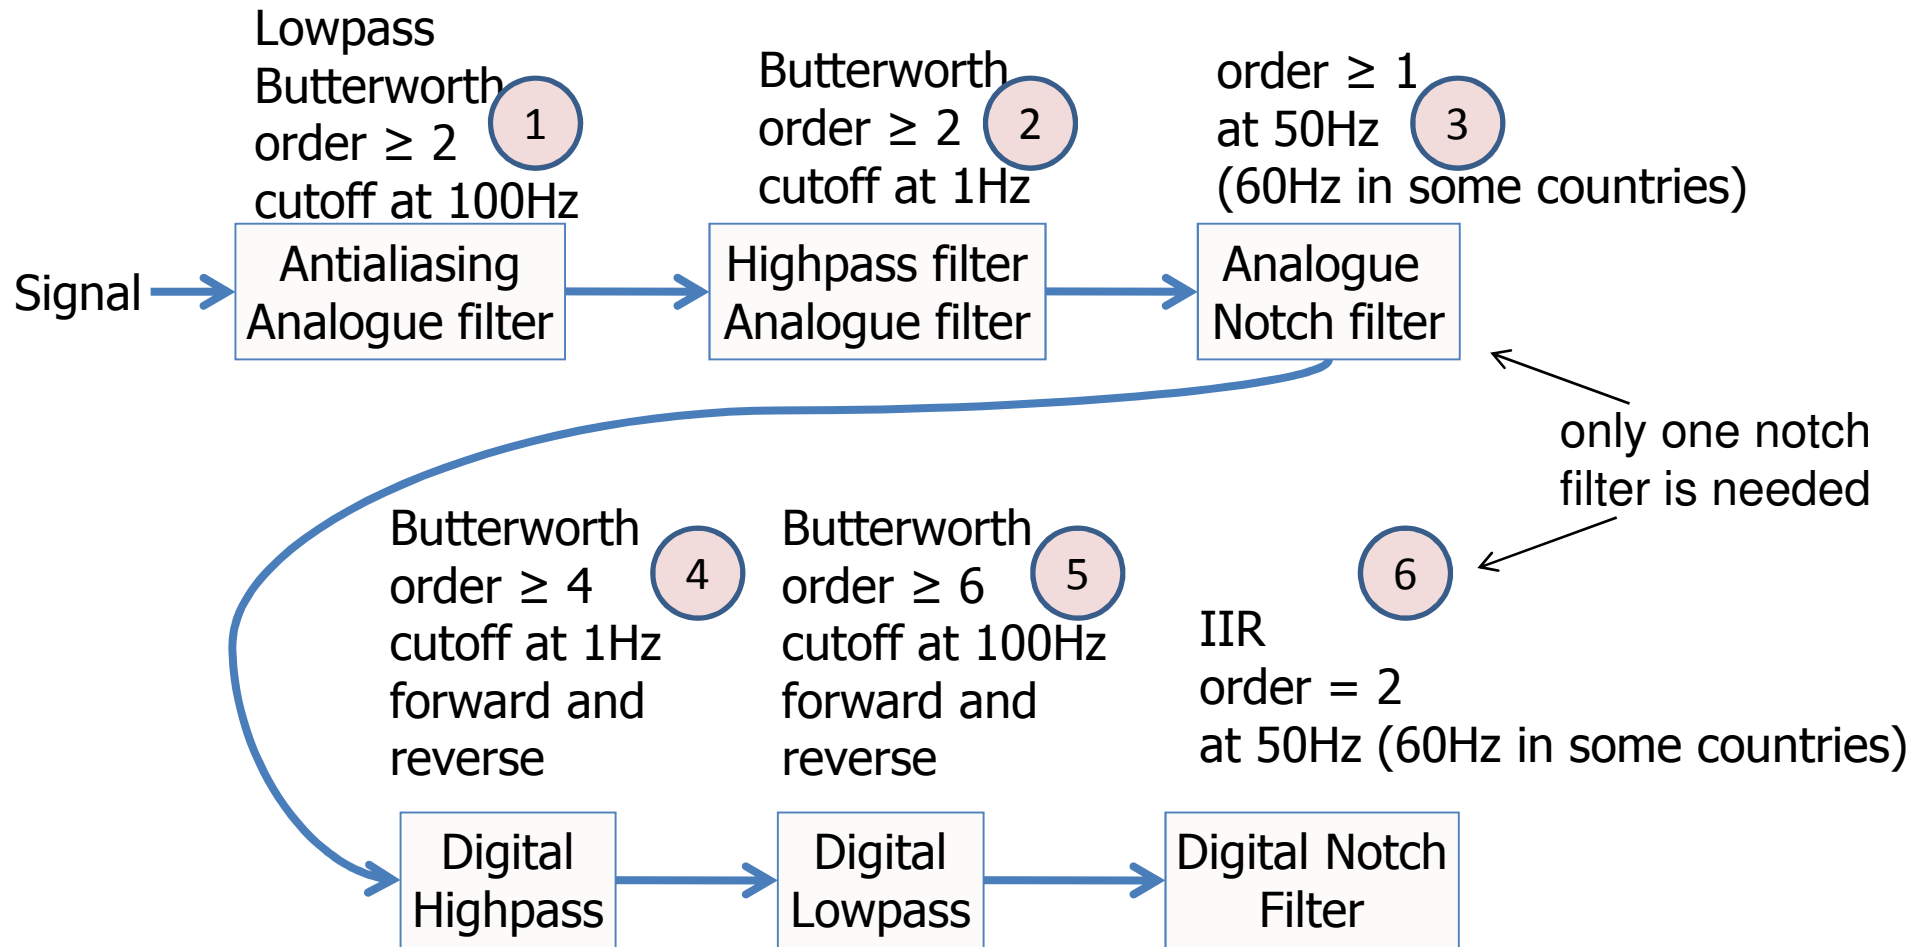 Lowpass
Butterworth
order ≥ 2
cutoff at 100Hz
1
Butterworth
order ≥ 2
cutoff at 1Hz
2
order ≥ 1
at 50Hz
(60Hz in some countries)
3
Signal
Antialiasing
Analogue filter
Highpass filter
Analogue filter
Analogue
Notch filter
only one notch
filter is needed
Butterworth
order ≥ 4
cutoff at 1Hz
forward and
reverse
4
Butterworth
order ≥ 6
cutoff at 100Hz
forward and
reverse
5
6
IIR
order = 2
at 50Hz (60Hz in some countries)
Digital
Highpass
Digital
Lowpass
Digital Notch
Filter